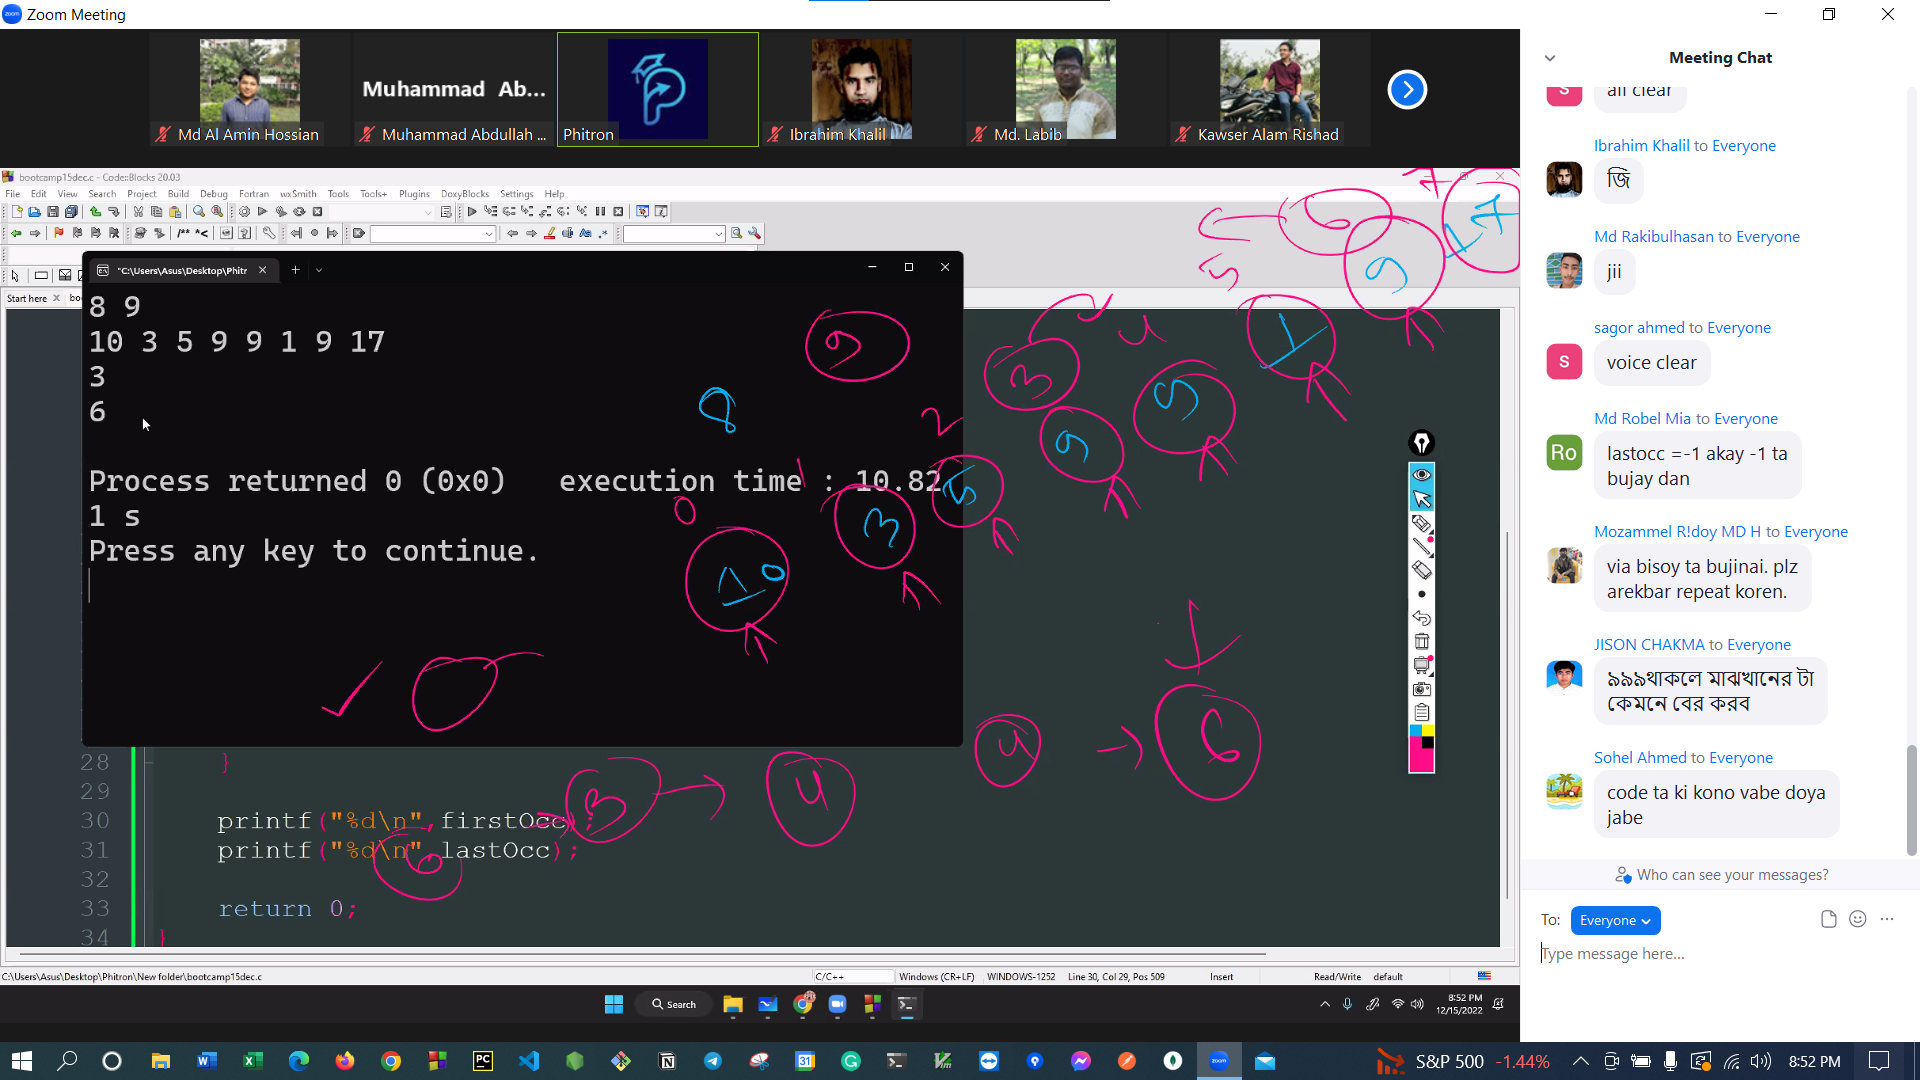 Zoom Meeting
Md Al Amin Hossian
Muhammad Ab...
Muhammad Abdullah ...
Phitron
Ibrahim Khalil
Md. Labib
Kawser Alam Rishad
bootcamp15dec.c - Code::Blocks 20.03
File Edit View Search Project Build Debug Fortran wxSmith Tools Tools+ Plugins DoxyBlocks Settings Help
Start here
"C:\Users\Asus\Desktop\Phitr
8 9
10 3 5 9 9 1 9 17
3
6
Process returned 0 (0x0) execution time : 10.82
1 s
Press any key to continue.
28 }
29
30 printf("%d\n",firstOcc);
31 printf("%d\n",lastOcc);
32
33 return 0;
34 }
C:\Users\Asus\Desktop\Phitron\New folder\bootcamp15dec.c
C/C++
Windows (CR+LF)
WINDOWS-1252
Line 30, Col 29, Pos 509
Insert
Read/Write
default
Search
8:52 PM
12/15/2022
Meeting Chat
all clear
Ibrahim Khalil to Everyone
জি
Md Rakibulhasan to Everyone
jii
sagor ahmed to Everyone
S
voice clear
Md Robel Mia to Everyone
Ro
lastocc =-1 akay -1 ta
bujay dan
Mozammel R!doy MD H to Everyone
via bisoy ta bujinai. plz
arekbar repeat koren.
JISON CHAKMA to Everyone
৯৯৯থাকলে মাঝখানের টা
কেমনে বের করব
Sohel Ahmed to Everyone
code ta ki kono vabe doya
jabe
Who can see your messages?
To: Everyone
Type message here...
S&P 500 -1.44%
8:52 PM